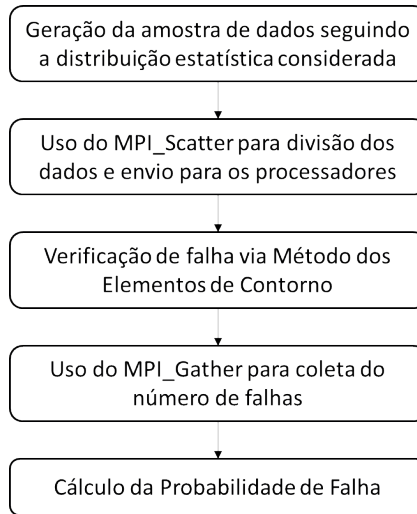 Geração da amostra de dados seguindo
a distribuição estatística considerada
Uso do MPI_Scatter para divisão dos
dados e envio para os processadores
Verificação de falha via Método dos
Elementos de Contorno
Uso do MPI_Gather para coleta do
número de falhas
Cálculo da Probabilidade de Falha